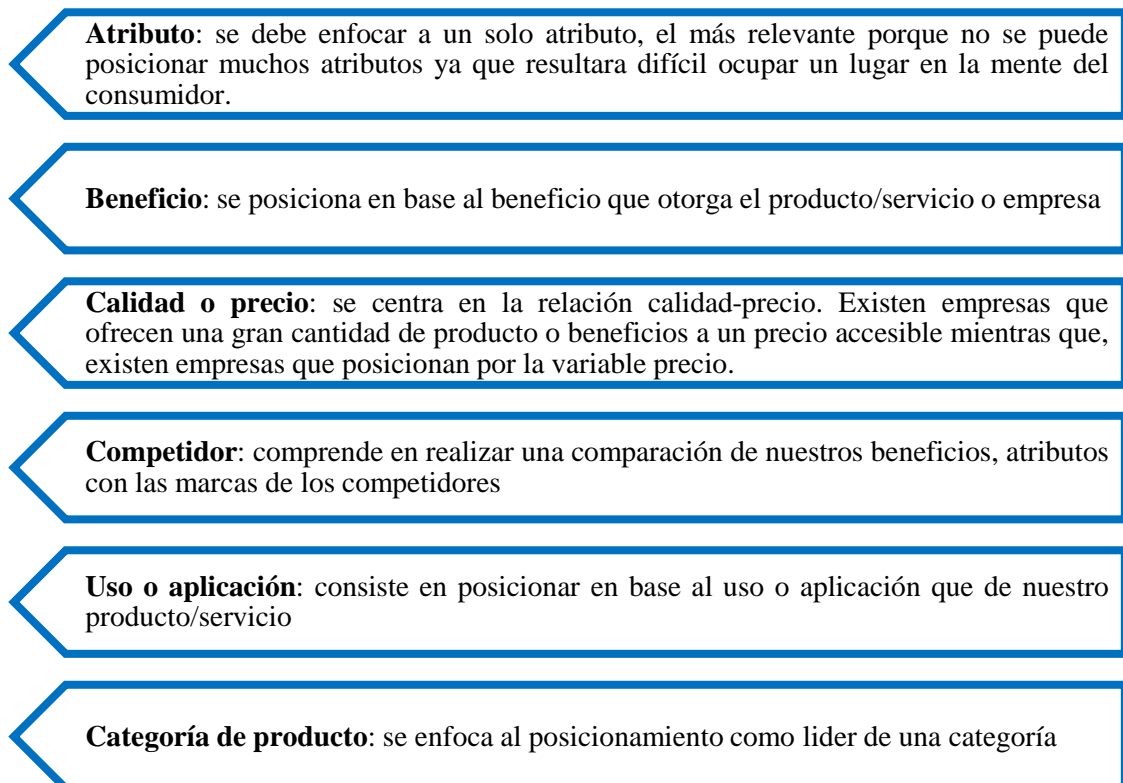 Atributo: se debe enfocar a un solo atributo, el más relevante porque no se puede
posicionar muchos atributos ya que resultara difícil ocupar un lugar en la mente del
consumidor.
Beneficio: se posiciona en base al beneficio que otorga el producto/servicio o empresa
Calidad o precio: se centra en la relación calidad-precio. Existen empresas que
ofrecen una gran cantidad de producto o beneficios a un precio accesible mientras que,
existen empresas que posicionan por la variable precio.
Competidor: comprende en realizar una comparación de nuestros beneficios, atributos
con las marcas de los competidores
Uso o aplicación: consiste en posicionar en base al uso o aplicación que de nuestro
producto/servicio
Categoría de producto: se enfoca al posicionamiento como lider de una categoría